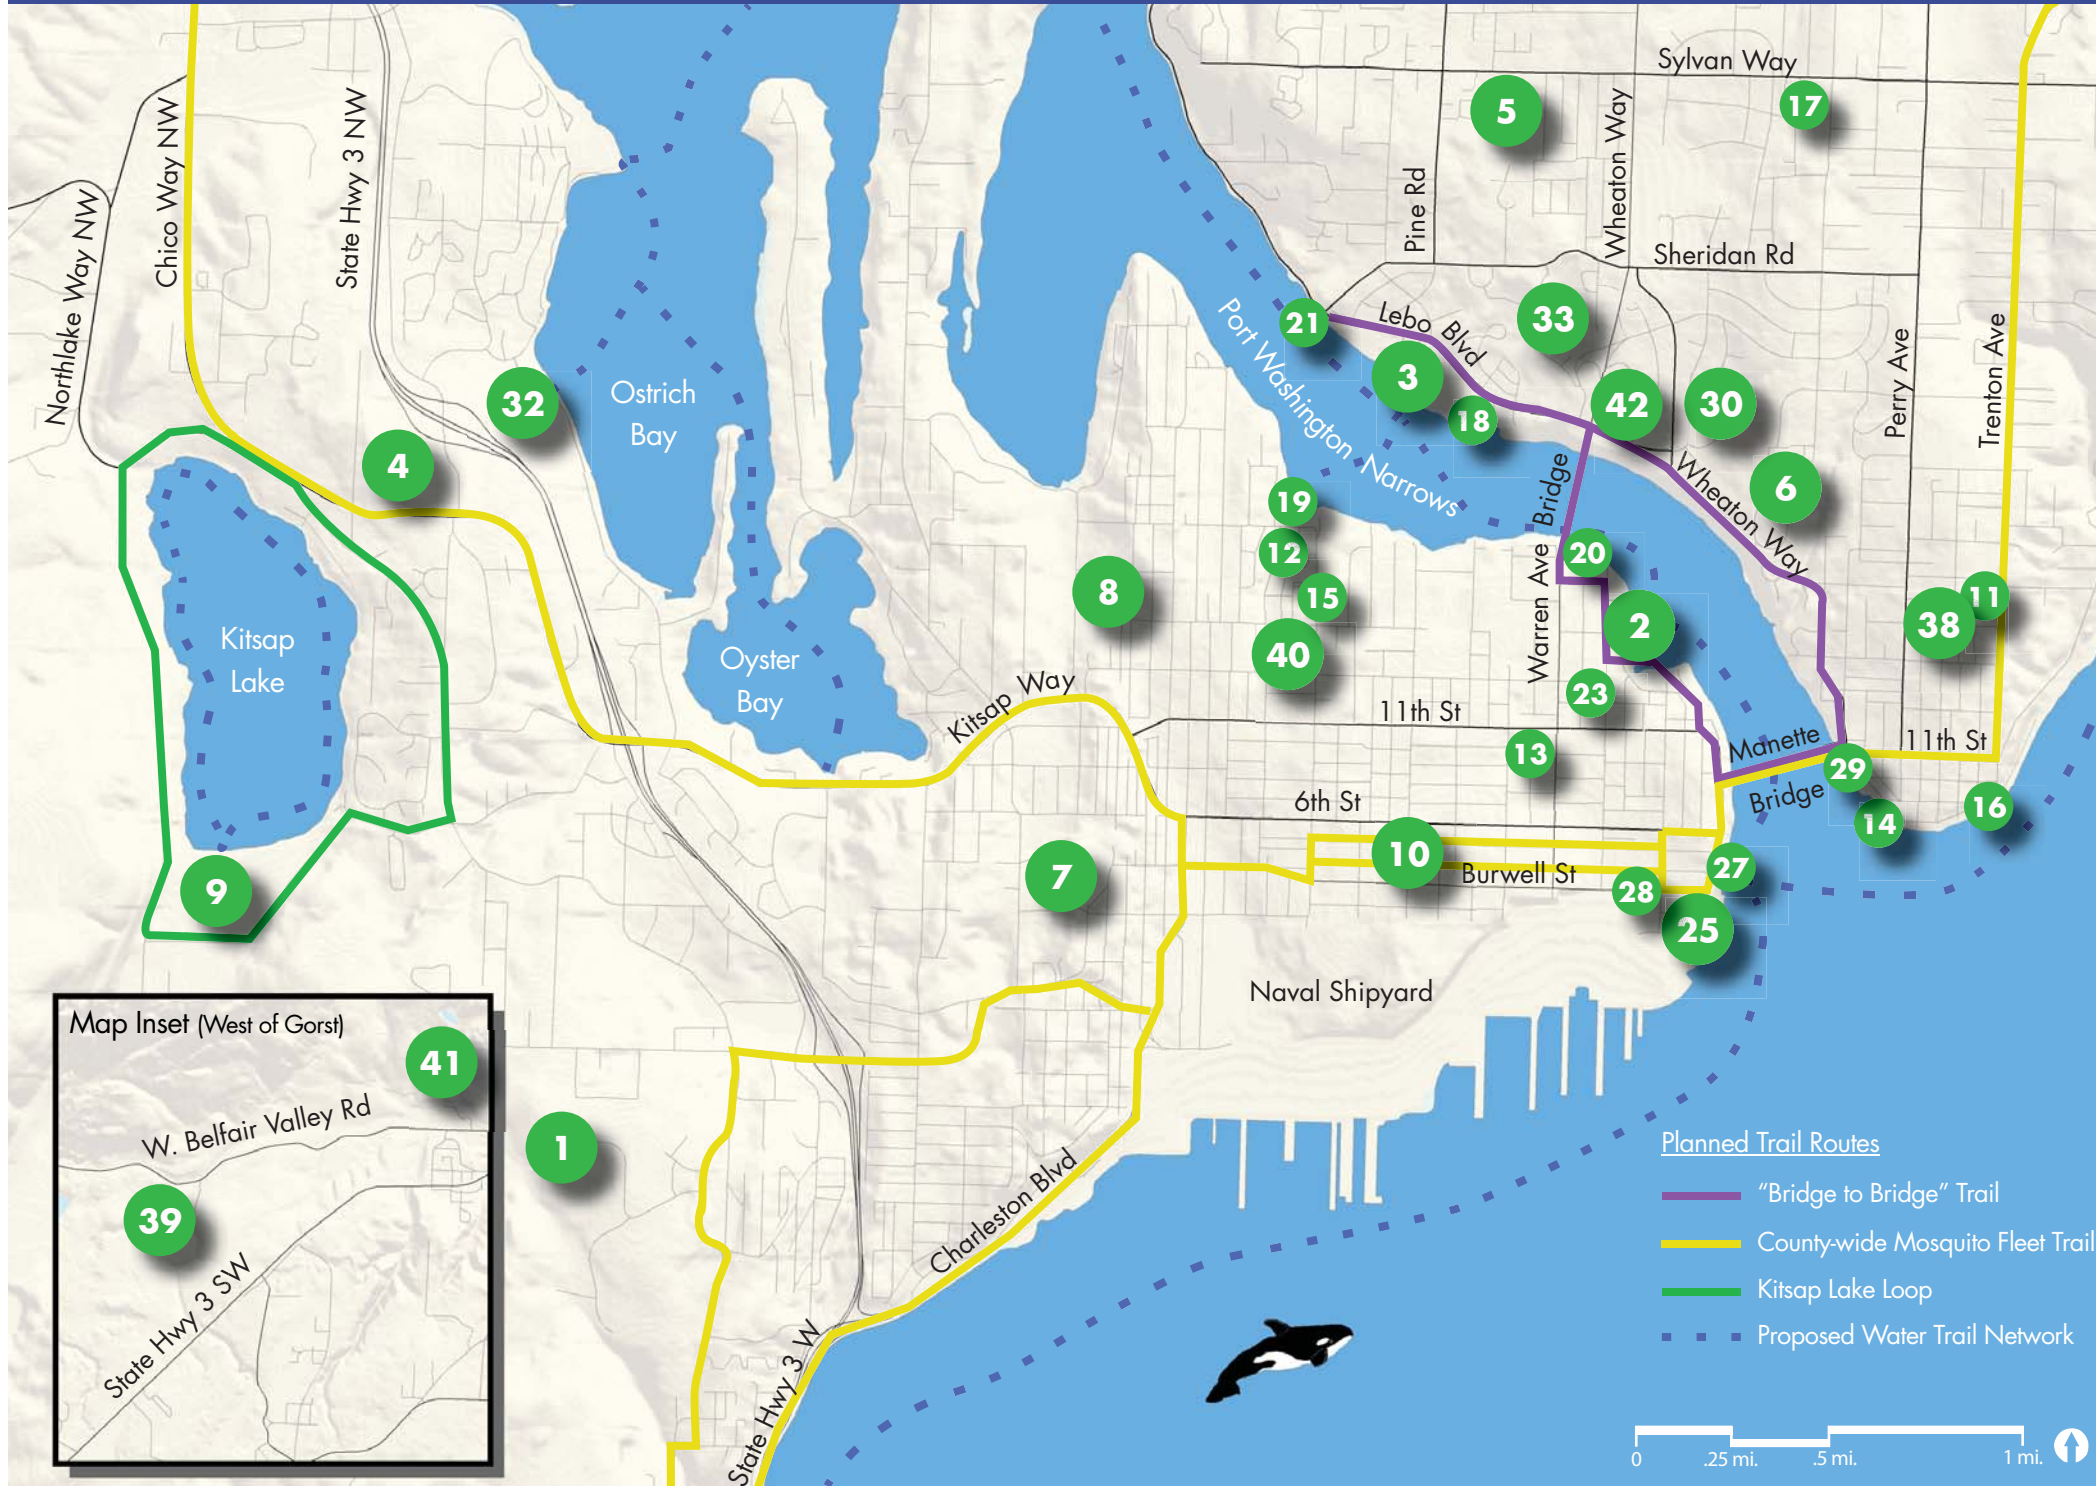 Sylvan Way
5
17
Chico Way NW
State Hwy 3 NW
Northlake Way NW
Pine Rd
Wheaton Way
Sheridan Rd
21
Lebo Blvd
33
3
18
42
30
Perry Ave
Trenton Ave
Port Washington Narrows
32
Ostrich
Bay
4
6
Wheaton Way
Warren Ave Bridge
19
12
15
40
20
2
23
8
11
38
Kitsap
Lake
Oyster
Bay
Kitsap Way
11th St
13
Manette
Bridge
11th St
29
14
16
6th St
10
Burwell St
27
28
25
7
9
Naval Shipyard
Map Inset (West of Gorst)
41
W. Belfair Valley Rd
39
State Hwy 3 SW
1
Charleston Blvd
State Hwy 3 W
Planned Trail Routes
“Bridge to Bridge” Trail
County-wide Mosquito Fleet Trail
Kitsap Lake Loop
Proposed Water Trail Network
0 .25 mi. .5 mi. 1 mi.